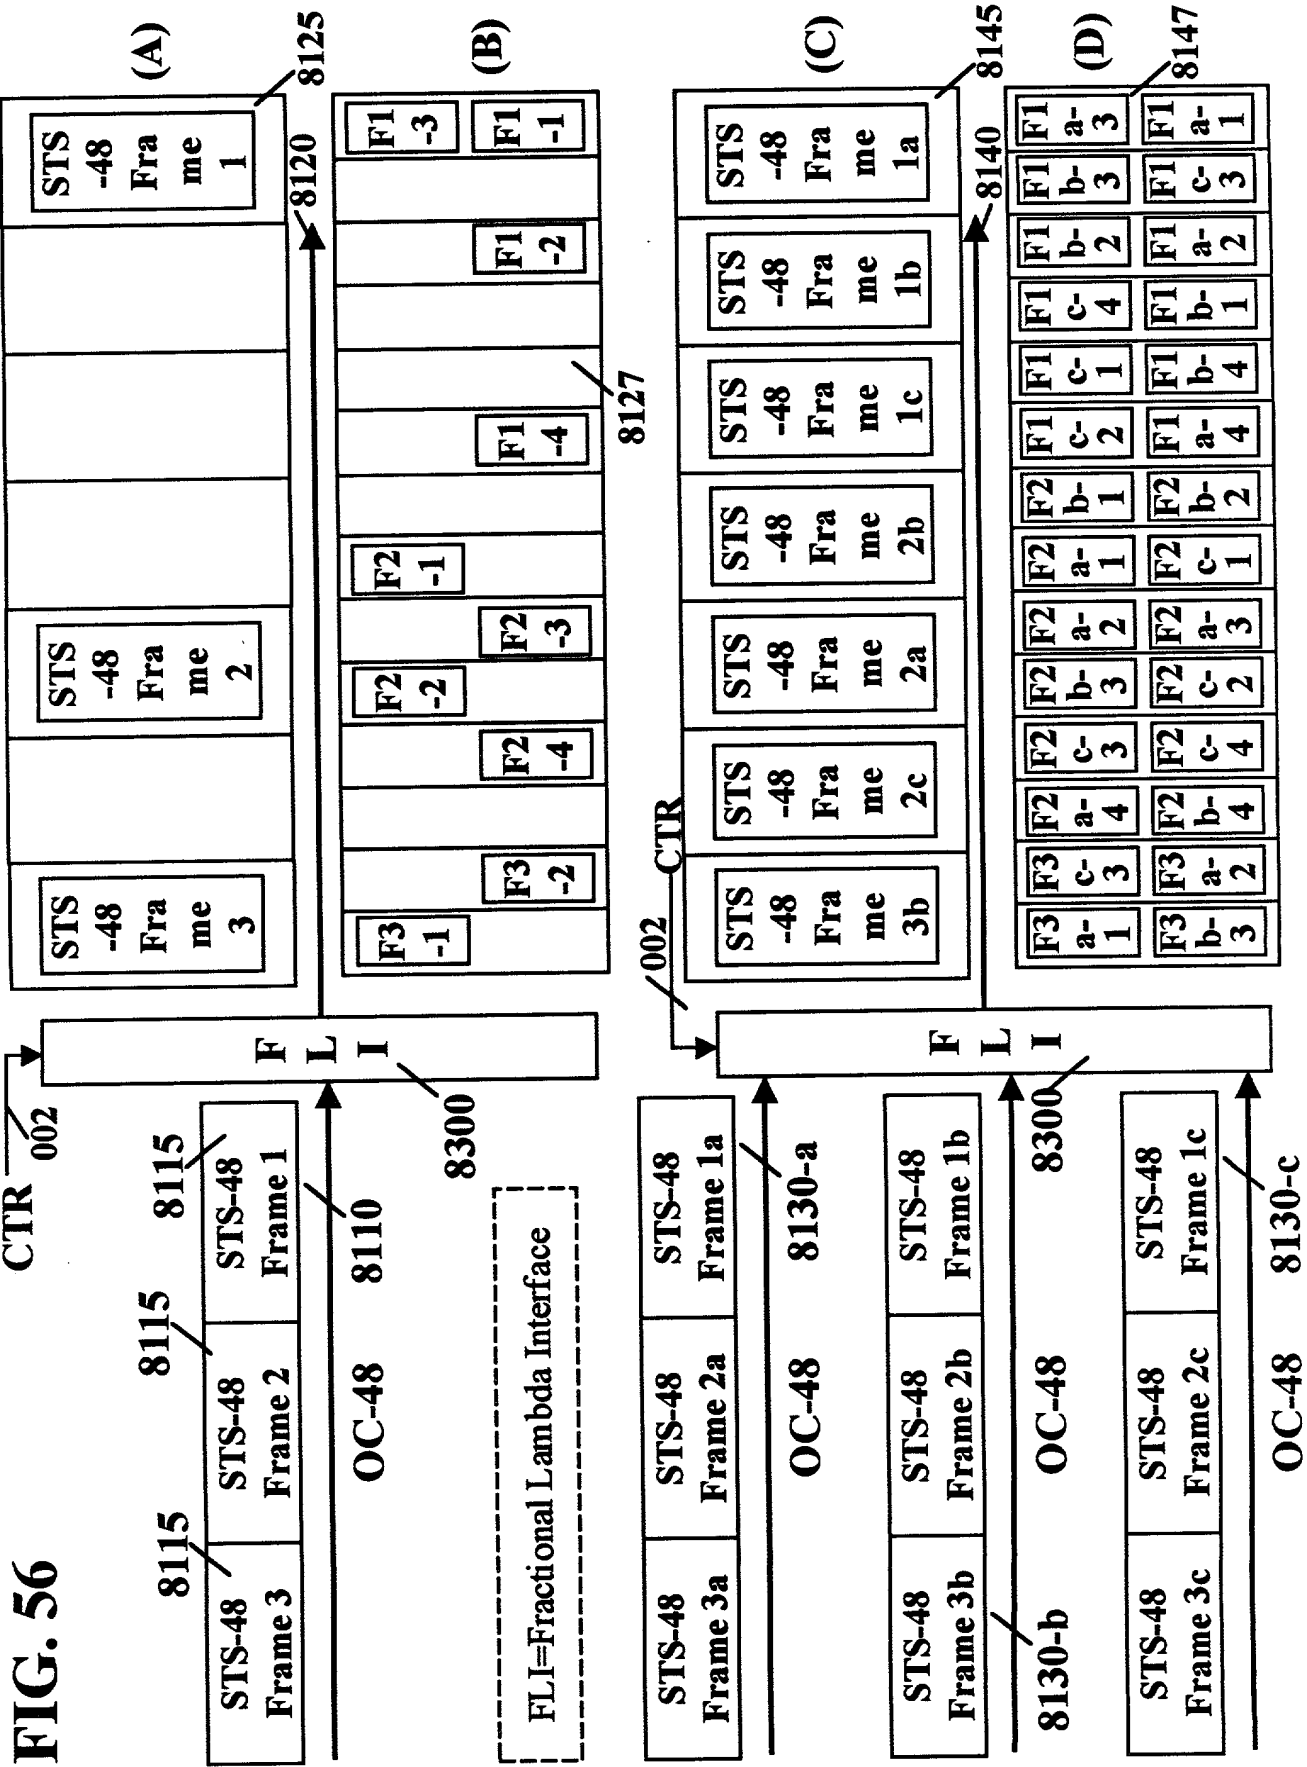 FIG. 56
CTR
002
8115
8115
8115
STS-48
Frame 3
STS-48
Frame 2
STS-48
Frame 1
8110
OC-48
F
L
I
8300
FLI=Fractional Lambda Interface
STS
-48
Fra
me
3
STS
-48
Fra
me
2
STS
-48
Fra
me
1
(A)
8125
8120
F3
-1
F3
-2
F2
-4
F2
-2
F2
-3
F2
-1
F1
-4
F1
-2
F1
-3
F1
-1
(B)
8127
STS-48
Frame 3a
STS-48
Frame 2a
STS-48
Frame 1a
8130-a
OC-48
STS-48
Frame 3b
STS-48
Frame 2b
STS-48
Frame 1b
8130-b
OC-48
STS-48
Frame 3c
STS-48
Frame 2c
STS-48
Frame 1c
8130-c
OC-48
002
CTR
F
L
I
8300
STS
-48
Fra
me
3b
STS
-48
Fra
me
2c
STS
-48
Fra
me
2a
STS
-48
Fra
me
2b
STS
-48
Fra
me
1c
STS
-48
Fra
me
1b
STS
-48
Fra
me
1a
(C)
8145
8140
F3
a-
1
F3
c-
3
F2
a-
4
F2
c-
3
F2
b-
3
F2
a-
2
F2
a-
1
F2
b-
1
F1
c-
2
F1
c-
1
F1
c-
4
F1
b-
2
F1
b-
3
F1
a-
3
F3
b-
3
F3
a-
2
F2
b-
4
F2
c-
4
F2
c-
2
F2
a-
3
F2
c-
1
F2
b-
2
F1
a-
4
F1
b-
4
F1
b-
1
F1
a-
2
F1
c-
3
F1
a-
1
(D)
8147